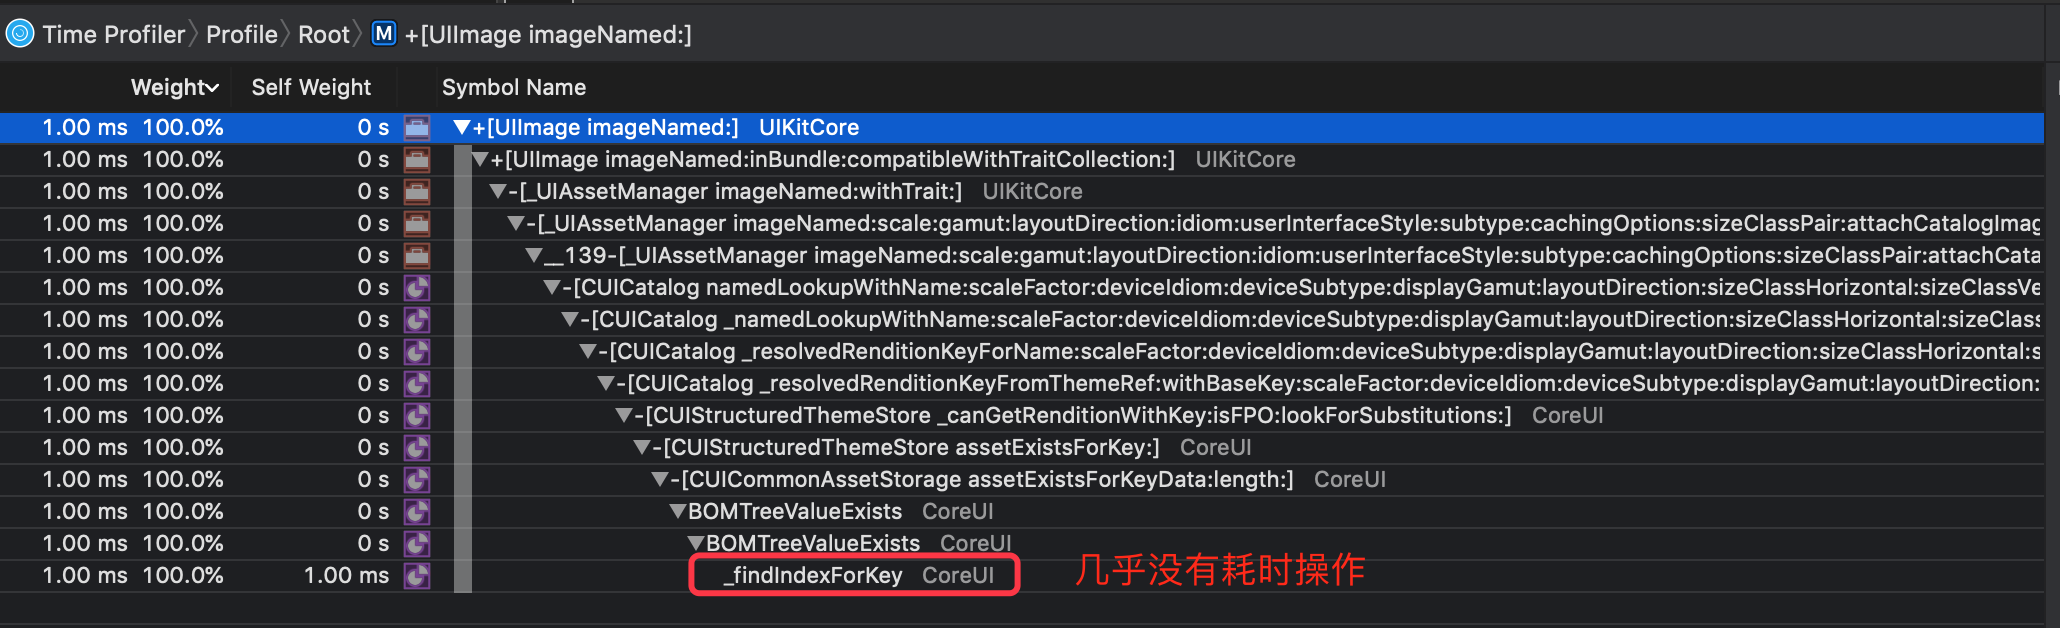 Time Profiler Profile Root M +[UIImage imageNamed:]
Weight Self Weight Symbol Name
1.00 ms 100.0% 0 s +[UIImage imageNamed:] UIKitCore
1.00 ms 100.0% 0 s +[UIImage imageNamed:inBundle:compatibleWithTraitCollection:] UIKitCore
1.00 ms 100.0% 0 s -[_UIAssetManager imageNamed:withTrait:] UIKitCore
1.00 ms 100.0% 0 s -[_UIAssetManager imageNamed:scale:gamut:layoutDirection:idiom:userInterfaceStyle:subtype:cachingOptions:sizeClassPair:attachCatalogImag
1.00 ms 100.0% 0 s __139-[_UIAssetManager imageNamed:scale:gamut:layoutDirection:idiom:userInterfaceStyle:subtype:cachingOptions:sizeClassPair:attachCata
1.00 ms 100.0% 0 s -[CUICatalog namedLookupWithName:scaleFactor:deviceIdiom:deviceSubtype:displayGamut:layoutDirection:sizeClassHorizontal:sizeClassVe
1.00 ms 100.0% 0 s -[CUICatalog _namedLookupWithName:scaleFactor:deviceIdiom:deviceSubtype:displayGamut:layoutDirection:sizeClassHorizontal:sizeClass
1.00 ms 100.0% 0 s -[CUICatalog _resolvedRenditionKeyForName:scaleFactor:deviceIdiom:deviceSubtype:displayGamut:layoutDirection:sizeClassHorizontal:s
1.00 ms 100.0% 0 s -[CUICatalog _resolvedRenditionKeyFromThemeRef:withBaseKey:scaleFactor:deviceIdiom:deviceSubtype:displayGamut:layoutDirection:
1.00 ms 100.0% 0 s -[CUIStructuredThemeStore _canGetRenditionWithKey:isFPO:lookForSubstitutions:] CoreUI
1.00 ms 100.0% 0 s -[CUIStructuredThemeStore assetExistsForKey:] CoreUI
1.00 ms 100.0% 0 s -[CUICommonAssetStorage assetExistsForKeyData:length:] CoreUI
1.00 ms 100.0% 0 s BOMTreeValueExists CoreUI
1.00 ms 100.0% 0 s BOMTreeValueExists CoreUI
1.00 ms 100.0% 1.00 ms _findIndexForKey CoreUI 几乎没有耗时操作